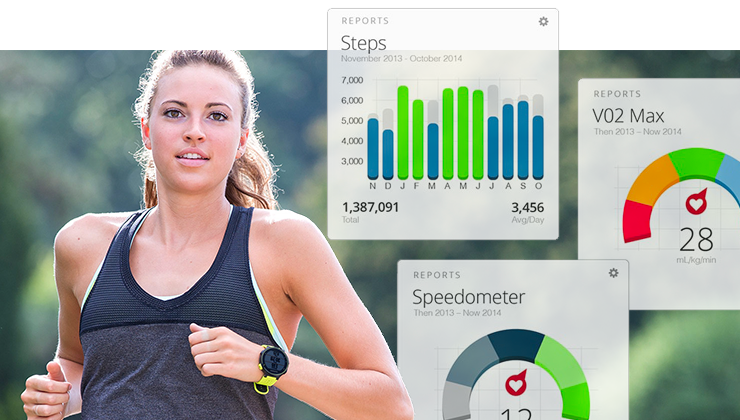 REPORTS
Steps
November 2013 - October 2014
7,000
6,000
5,000
4,000
3,000
N D J F M A M J J A S O
1,387,091
Total
3,456
Avg/Day
REPORTS
V02 Max
Then 2013 – Now 2014
28
mL/kg/min
REPORTS
Speedometer
Then 2013 – Now 2014
12